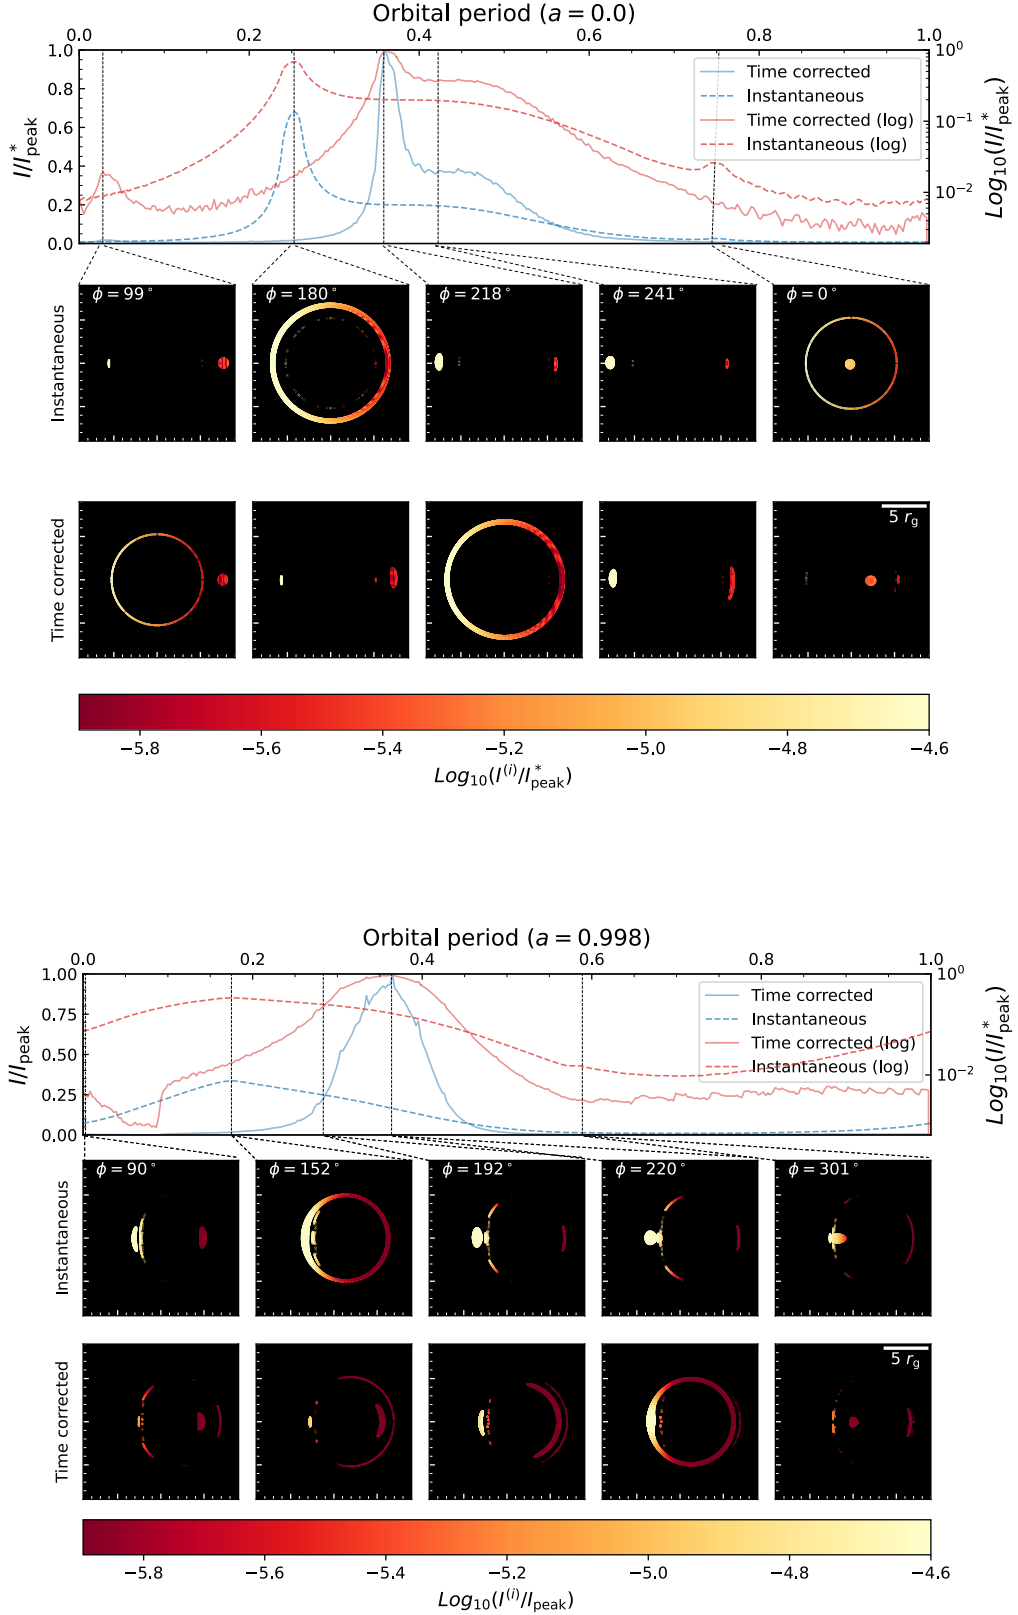 Orbital period (a = 0.0)
0.0 0.2 0.4 0.6 0.8 1.0
1.0
0.8
0.6
0.4
0.2
0.0
I/I*peak
10⁰
10⁻¹
10⁻²
Log10(I/I*peak)
Time corrected
Instantaneous
Time corrected (log)
Instantaneous (log)
Instantaneous
ϕ = 99°
ϕ = 180°
ϕ = 218°
ϕ = 241°
ϕ = 0°
Time corrected
5 rg
−5.8 −5.6 −5.4 −5.2 −5.0 −4.8 −4.6
Log10(I(i)/I*peak)
Orbital period (a = 0.998)
0.0 0.2 0.4 0.6 0.8 1.0
1.00
0.75
0.50
0.25
0.00
I/Ipeak
10⁰
10⁻²
Log10(I/I*peak)
Time corrected
Instantaneous
Time corrected (log)
Instantaneous (log)
Instantaneous
ϕ = 90°
ϕ = 152°
ϕ = 192°
ϕ = 220°
ϕ = 301°
Time corrected
5 rg
−5.8 −5.6 −5.4 −5.2 −5.0 −4.8 −4.6
Log10(I(i)/Ipeak)